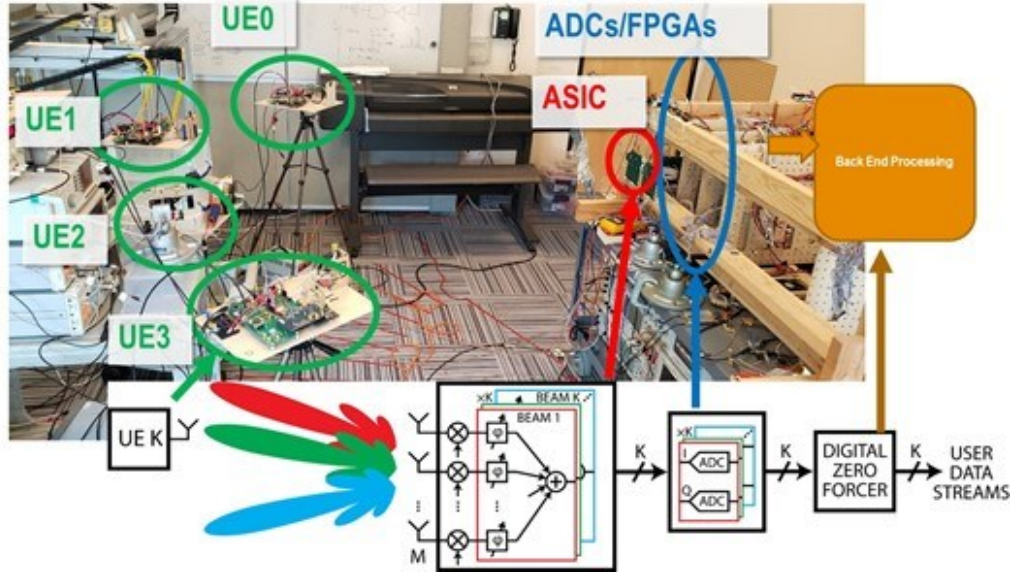 UE0
ADCs/FPGAs
ASIC
UE1
Back End Processing
UE2
UE3
UE K
×K
BEAM K
BEAM 1
φ
φ
φ
M
K
×K
I
ADC
Q
ADC
K
DIGITAL
ZERO
FORCER
K
USER
DATA
STREAMS